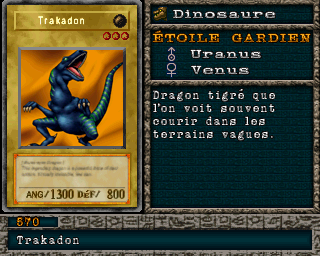 Trakadon
Dinosaure
ÉTOILE GARDIEN
Uranus
Venus
Dragon tigré que
l'on voit souvent
courir dans les
terrains vagues.
ANG/1300 DéF/ 800
570
Trakadon